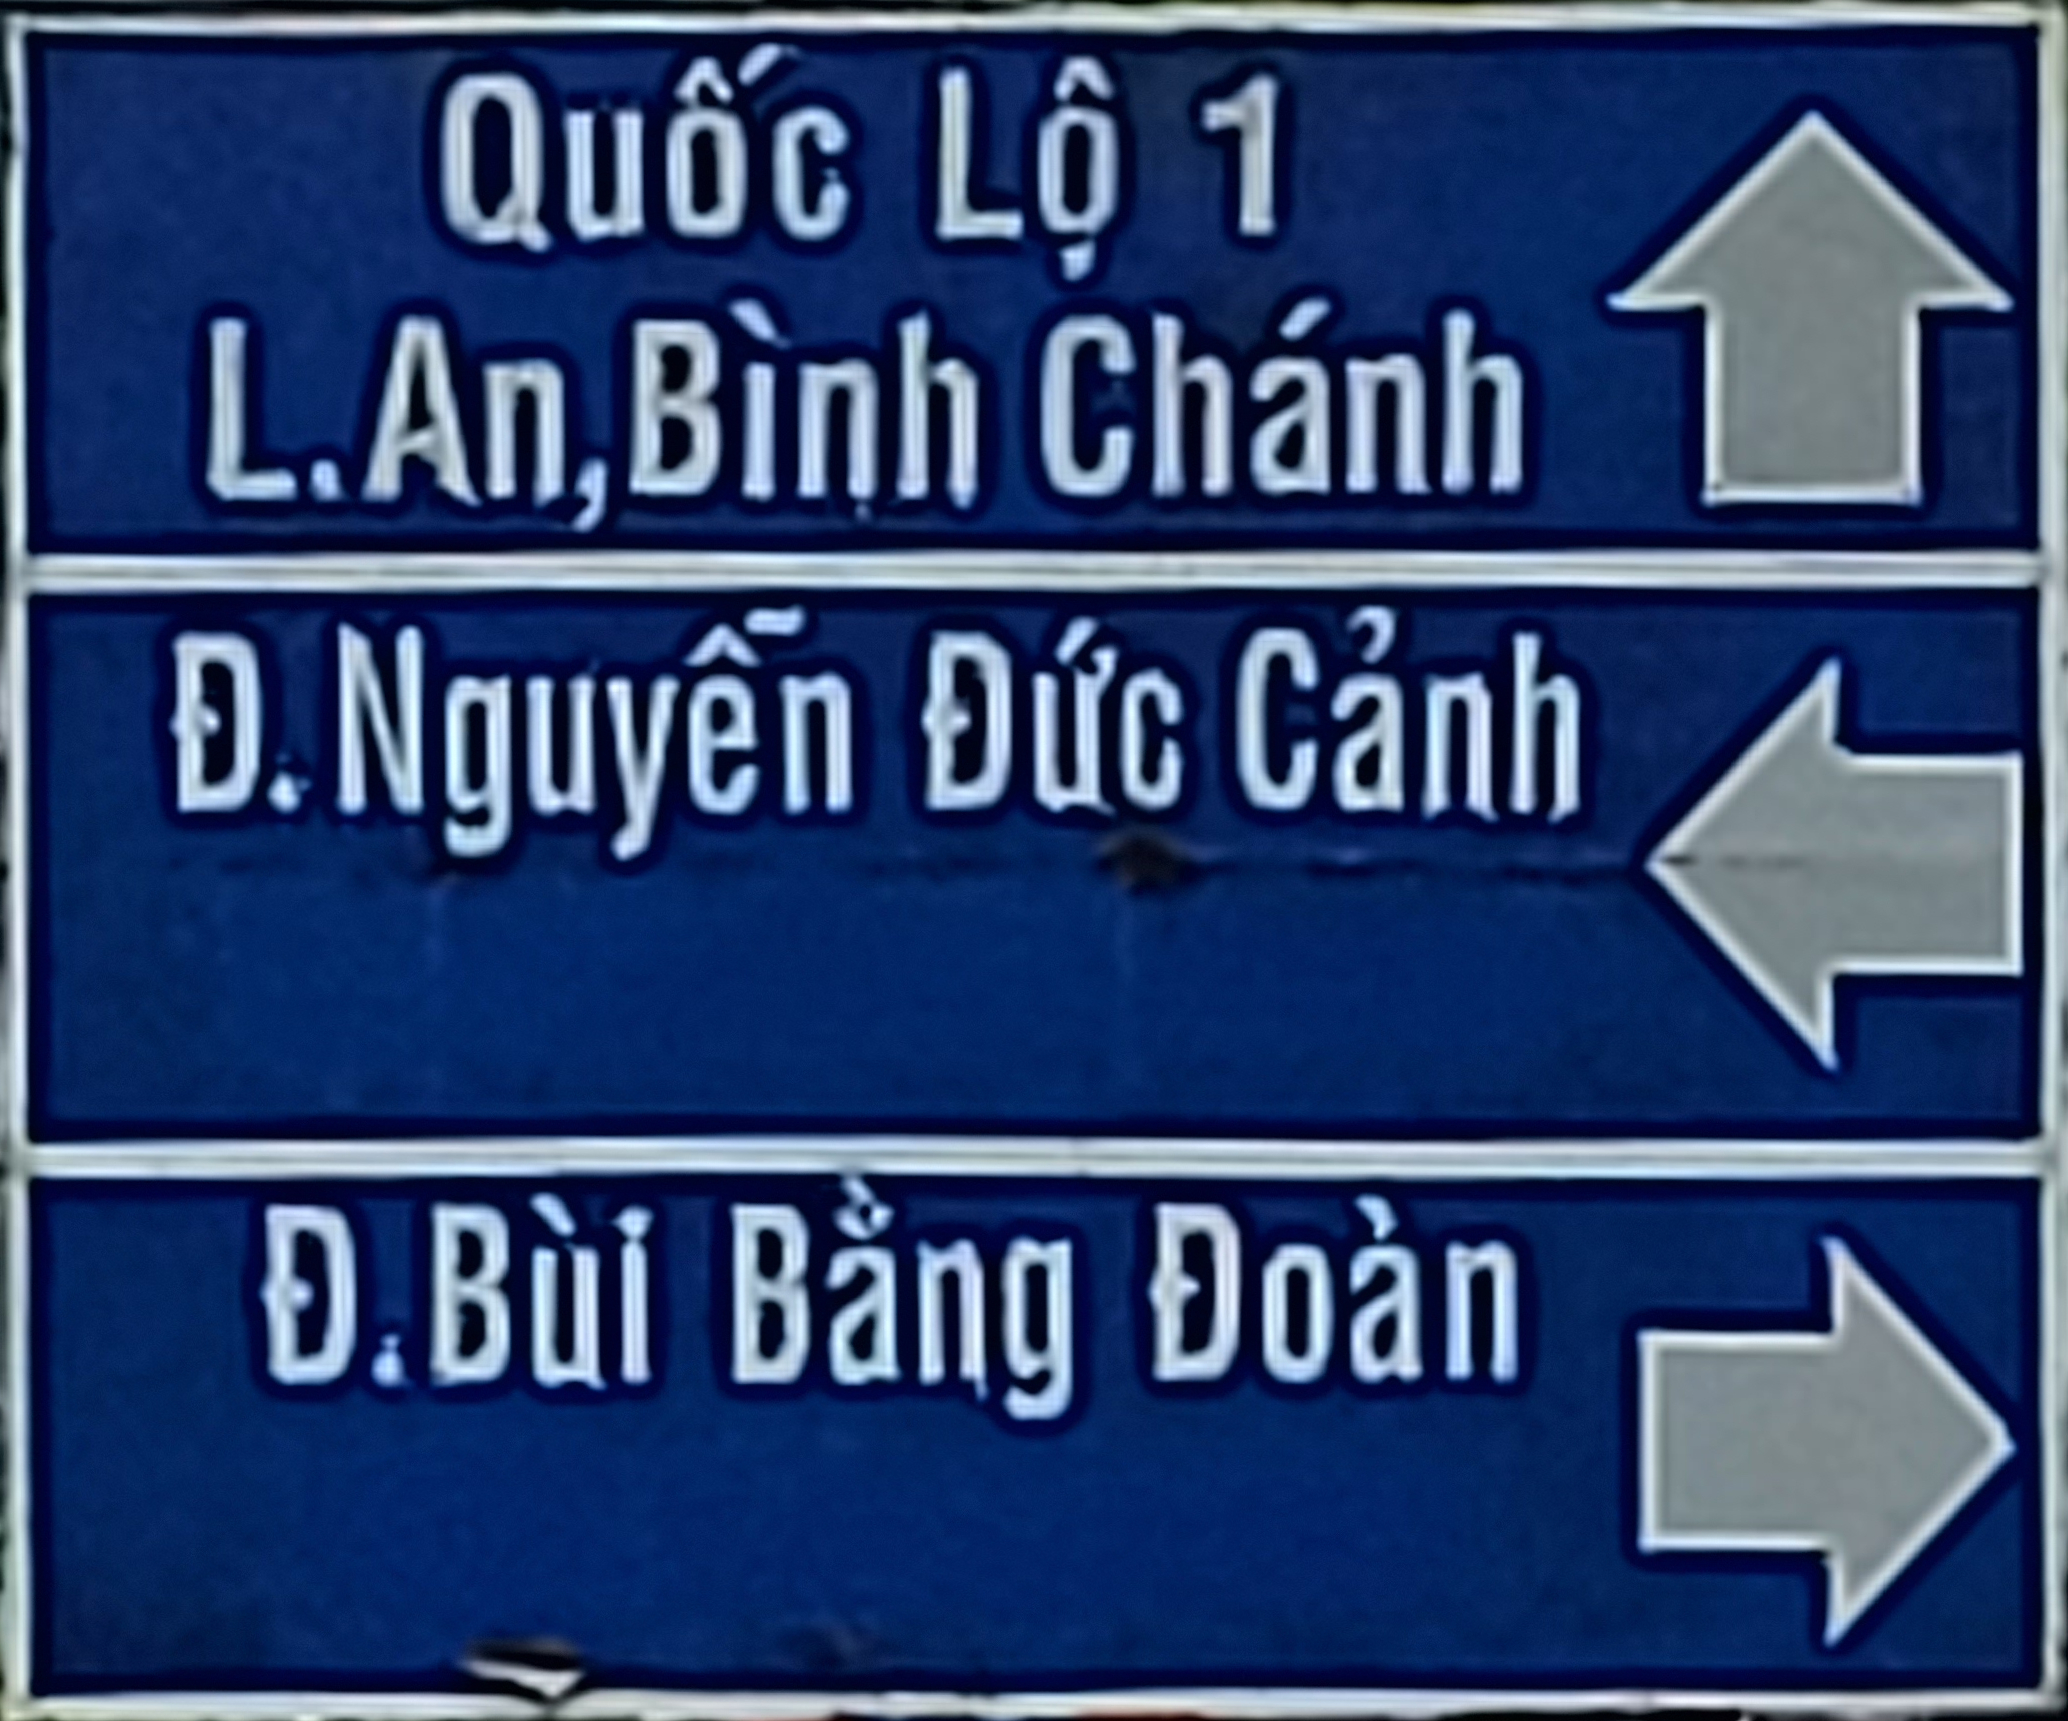 Quốc Lộ 1
L.An,Bình Chánh
Đ.Nguyễn Đức Cảnh
Đ.Bùi Bằng Đoàn